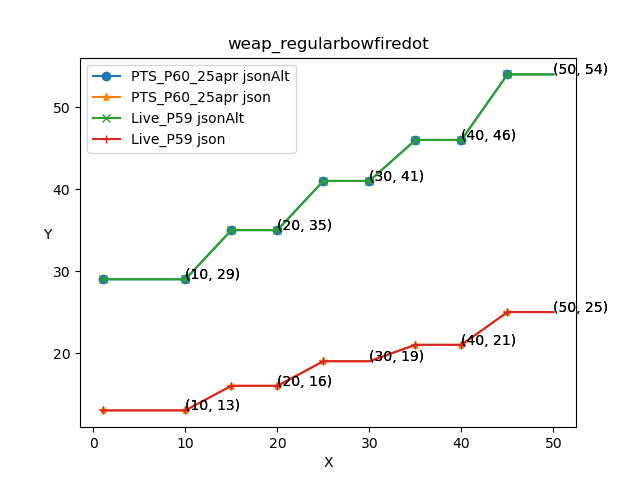 weap_regularbowfiredot
PTS_P60_25apr jsonAlt
PTS_P60_25apr json
Live_P59 jsonAlt
Live_P59 json
(50, 54)
(40, 46)
(30, 41)
(20, 35)
(10, 29)
(50, 25)
(40, 21)
(30, 19)
(20, 16)
(10, 13)
50
40
30
20
Y
0 10 20 30 40 50
X